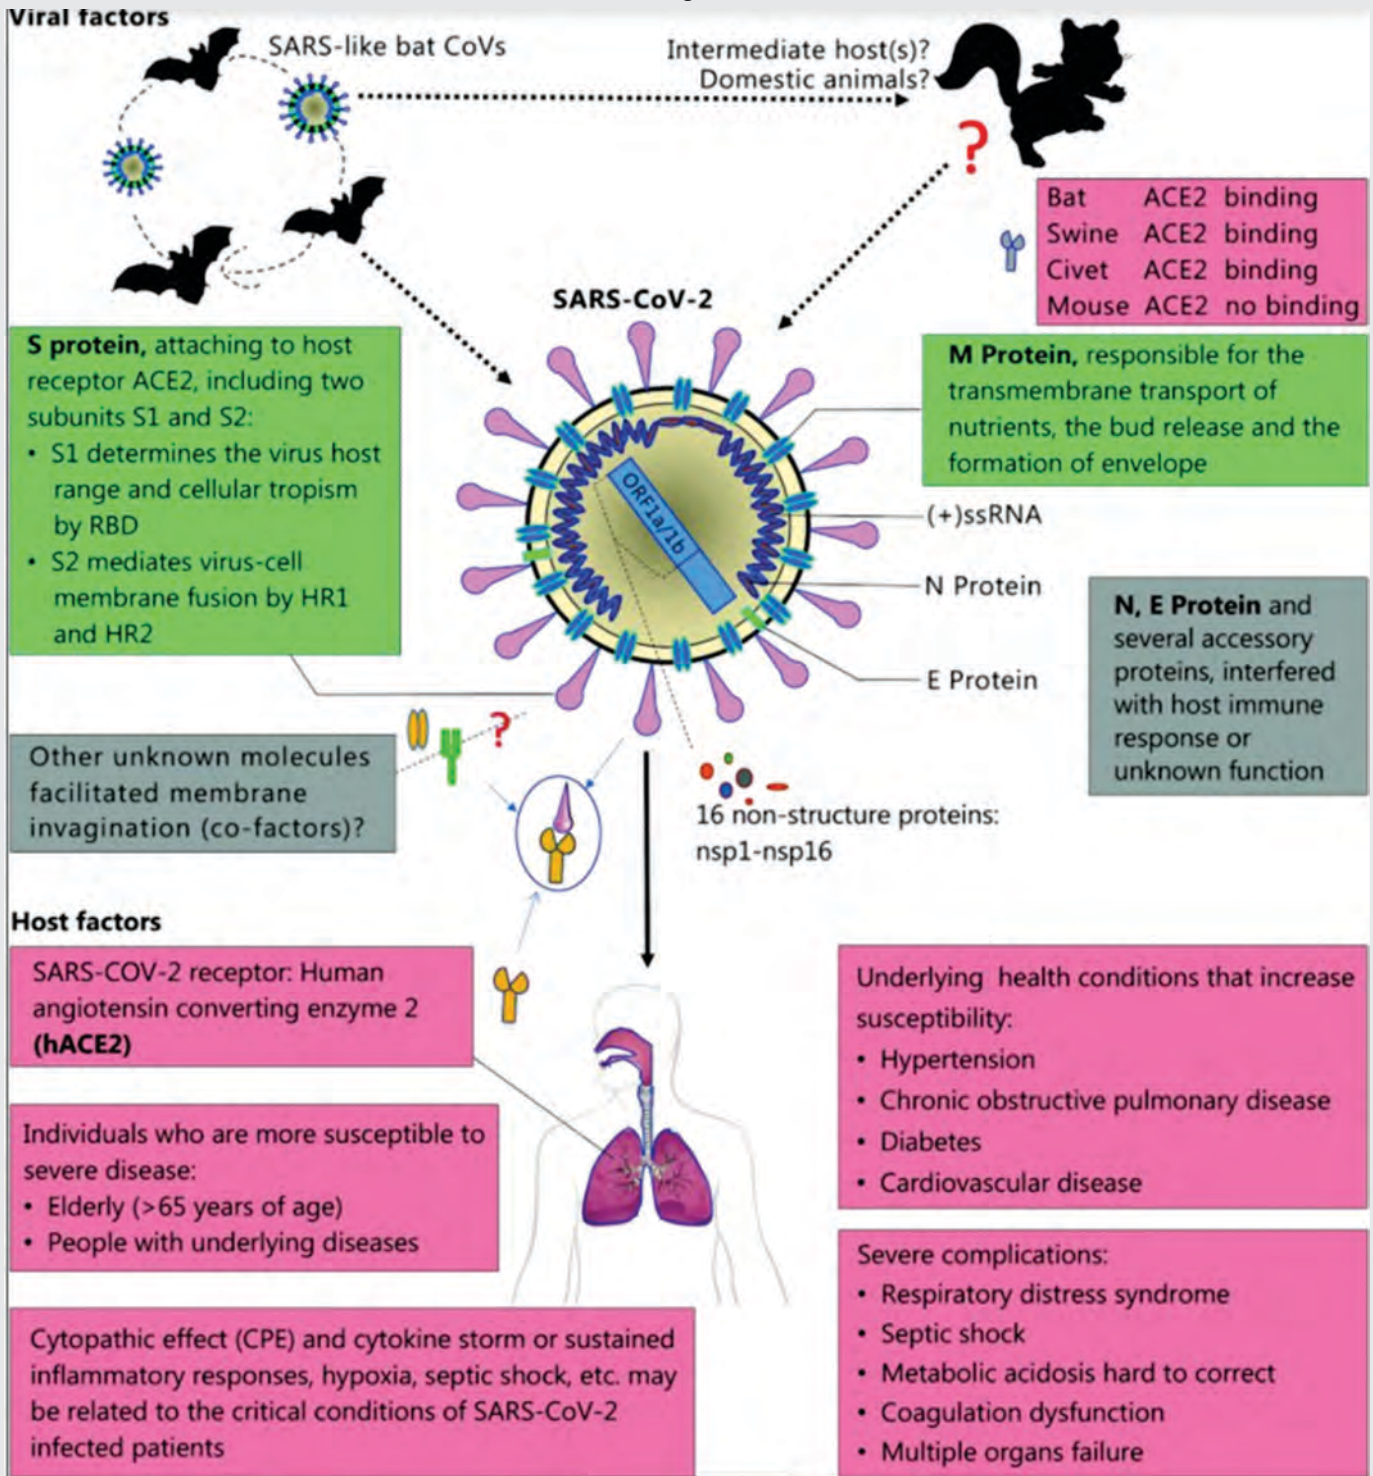 Viral factors
SARS-like bat CoVs
Intermediate host(s)?
Domestic animals?
?
Bat ACE2 binding
Swine ACE2 binding
Civet ACE2 binding
Mouse ACE2 no binding
SARS-CoV-2
S protein, attaching to host
receptor ACE2, including two
subunits S1 and S2:
• S1 determines the virus host
range and cellular tropism
by RBD
• S2 mediates virus-cell
membrane fusion by HR1
and HR2
M Protein, responsible for the
transmembrane transport of
nutrients, the bud release and the
formation of envelope
ORF1a/1b
(+)ssRNA
N Protein
E Protein
N, E Protein and
several accessory
proteins, interfered
with host immune
response or
unknown function
?
Other unknown molecules
facilitated membrane
invagination (co-factors)?
16 non-structure proteins:
nsp1-nsp16
Host factors
SARS-COV-2 receptor: Human
angiotensin converting enzyme 2
(hACE2)
Individuals who are more susceptible to
severe disease:
• Elderly (>65 years of age)
• People with underlying diseases
Cytopathic effect (CPE) and cytokine storm or sustained
inflammatory responses, hypoxia, septic shock, etc. may
be related to the critical conditions of SARS-CoV-2
infected patients
Underlying health conditions that increase
susceptibility:
• Hypertension
• Chronic obstructive pulmonary disease
• Diabetes
• Cardiovascular disease
Severe complications:
• Respiratory distress syndrome
• Septic shock
• Metabolic acidosis hard to correct
• Coagulation dysfunction
• Multiple organs failure